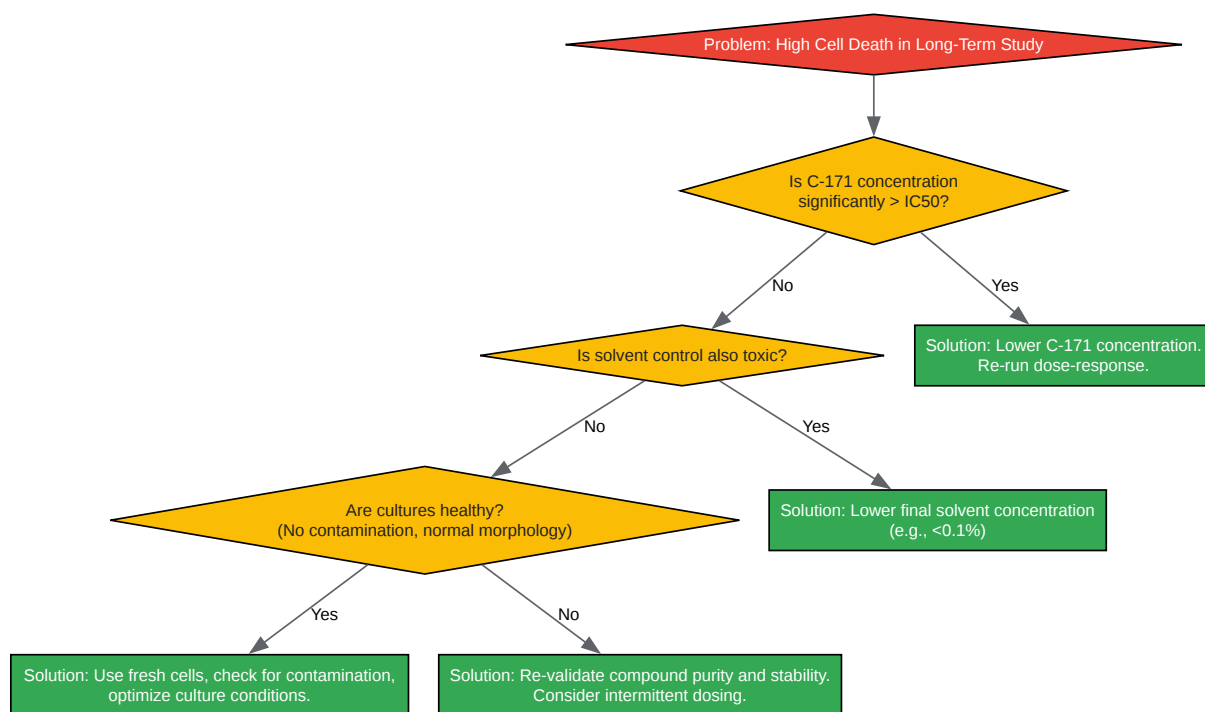 Problem: High Cell Death in Long-Term Study
Is C-171 concentration
significantly > IC50?
No
Yes
Is solvent control also toxic?
Solution: Lower C-171 concentration.
Re-run dose-response.
No
Yes
Are cultures healthy?
(No contamination, normal morphology)
Solution: Lower final solvent concentration
(e.g., <0.1%)
Yes
No
Solution: Use fresh cells, check for contamination,
optimize culture conditions.
Solution: Re-validate compound purity and stability.
Consider intermittent dosing.